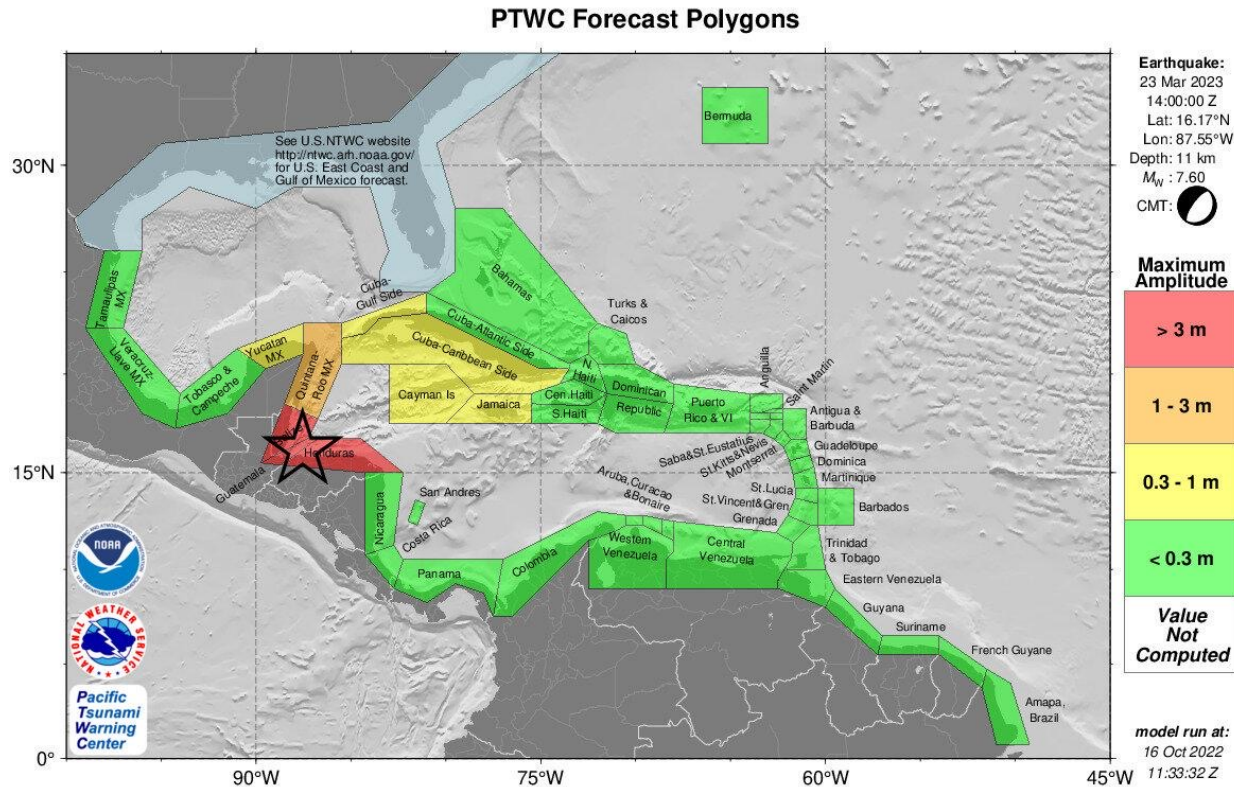 PTWC Forecast Polygons
Earthquake:
23 Mar 2023
14:00:00 Z
Lat: 16.17°N
Lon: 87.55°W
Depth: 11 km
Mw : 7.60
CMT:
Maximum
Amplitude
> 3 m
1 - 3 m
0.3 - 1 m
< 0.3 m
Value
Not
Computed
model run at:
16 Oct 2022
11:33:32 Z
30°N
15°N
0°
90°W
75°W
60°W
45°W
See U.S.NTWC website
http://ntwc.arh.noaa.gov/
for U.S. East Coast and
Gulf of Mexico forecast.
Bermuda
Tamaulipas
MX
Veracruz-
Llave MX
Tobasco &
Campeche
Yucatan
MX
Quintana-
Roo MX
Cuba-
Gulf Side
Bahamas
Cuba-Atlantic Side
Cuba-Caribbean Side
Turks &
Caicos
Cayman Is
Jamaica
N.
Haiti
Cen.Haiti
S.Haiti
Dominican
Republic
Puerto
Rico & VI
Anguilla
Saint Martin
Antigua &
Barbuda
Saba&St.Eustatius
St.Kitts&Nevis
Montserrat
Guadeloupe
Dominica
Martinique
St.Lucia
St.Vincent&Gren
Grenada
Barbados
Trinidad
& Tobago
Honduras
Guatemala
Nicaragua
San Andres
Costa Rica
Panama
Colombia
Aruba,Curacao
&Bonaire
Western
Venezuela
Central
Venezuela
Eastern Venezuela
Guyana
Suriname
French Guyane
Amapa,
Brazil
NOAA
NATIONAL OCEANIC AND ATMOSPHERIC ADMINISTRATION
U.S. DEPARTMENT OF COMMERCE
NATIONAL WEATHER SERVICE
Pacific
Tsunami
Warning
Center